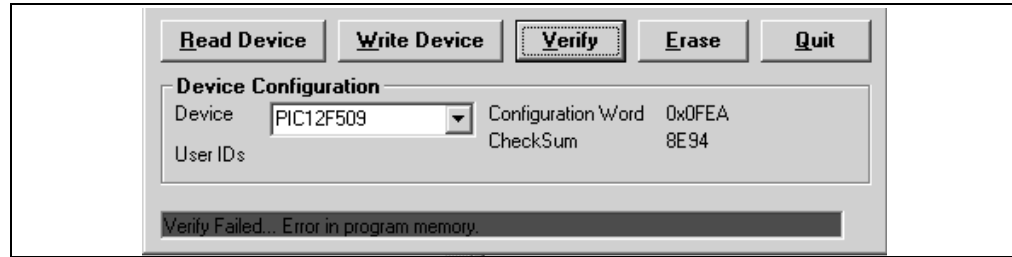 Read Device Write Device Verify Erase Quit
Device Configuration
Device PIC12F509 Configuration Word 0x0FEA
User IDs CheckSum 8E94
Verify Failed... Error in program memory.